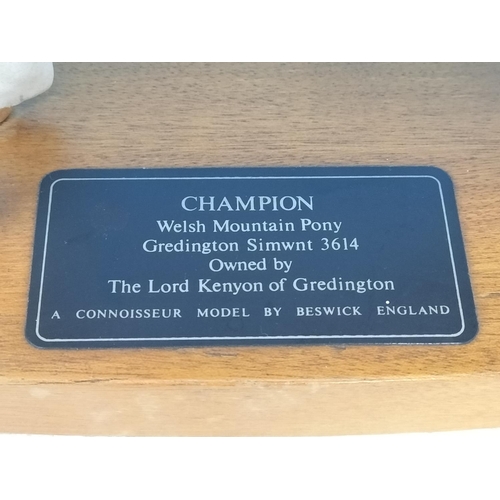 CHAMPION
Welsh Mountain Pony
Gredington Simwnt 3614
Owned by
The Lord Kenyon of Gredington
A CONNOISSEUR MODEL BY BESWICK ENGLAND